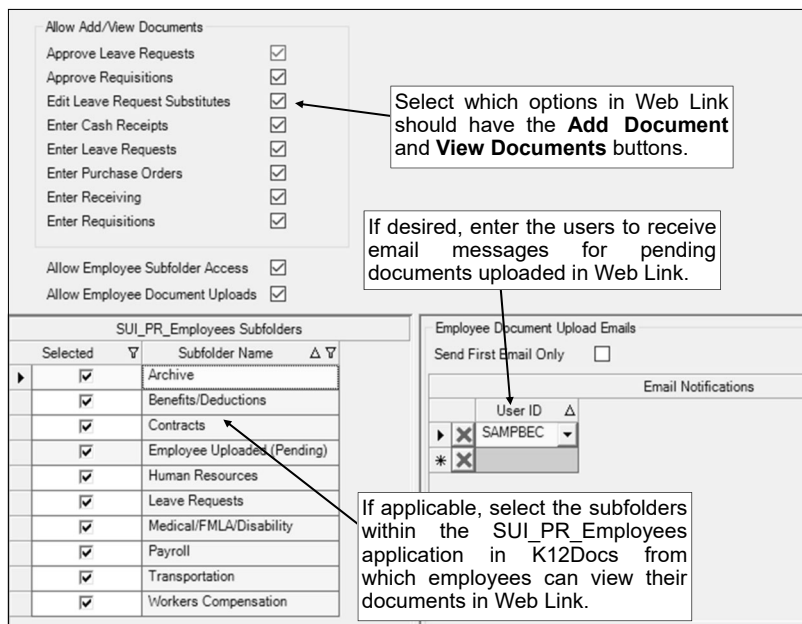 Allow Add/View Documents
Approve Leave Requests
Approve Requisitions
Edit Leave Request Substitutes
Enter Cash Receipts
Enter Leave Requests
Enter Purchase Orders
Enter Receiving
Enter Requisitions
Select which options in Web Link
should have the Add Document
and View Documents buttons.
Allow Employee Subfolder Access
Allow Employee Document Uploads
If desired, enter the users to receive
email messages for pending
documents uploaded in Web Link.
SUI_PR_Employees Subfolders
Selected Subfolder Name
Archive
Benefits/Deductions
Contracts
Employee Uploaded (Pending)
Human Resources
Leave Requests
Medical/FMLA/Disability
Payroll
Transportation
Workers Compensation
Employee Document Upload Emails
Send First Email Only
Email Notifications
User ID
SAMPBEC
If applicable, select the subfolders
within the SUI_PR_Employees
application in K12Docs from
which employees can view their
documents in Web Link.